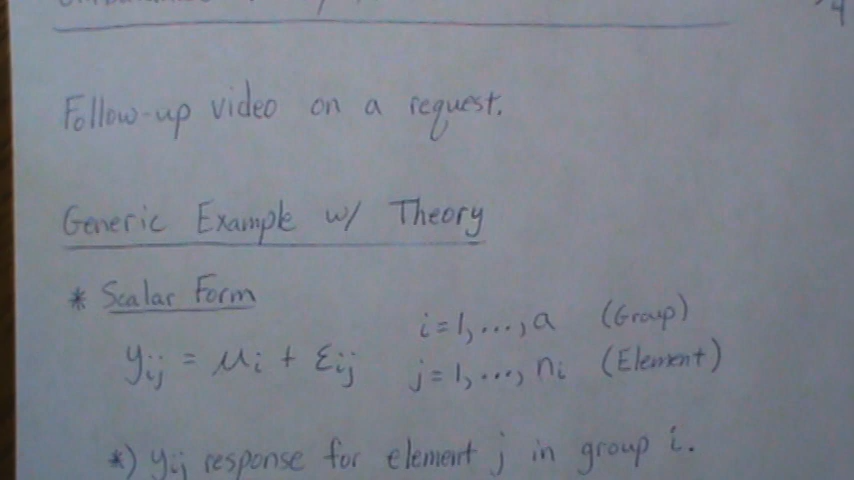 Follow-up video on a request.
Generic Example w/ Theory
* Scalar Form
yij = μi + εij i=1,...,a (Group)
j=1,...,ni (Element)
*) yij response for element j in group i.